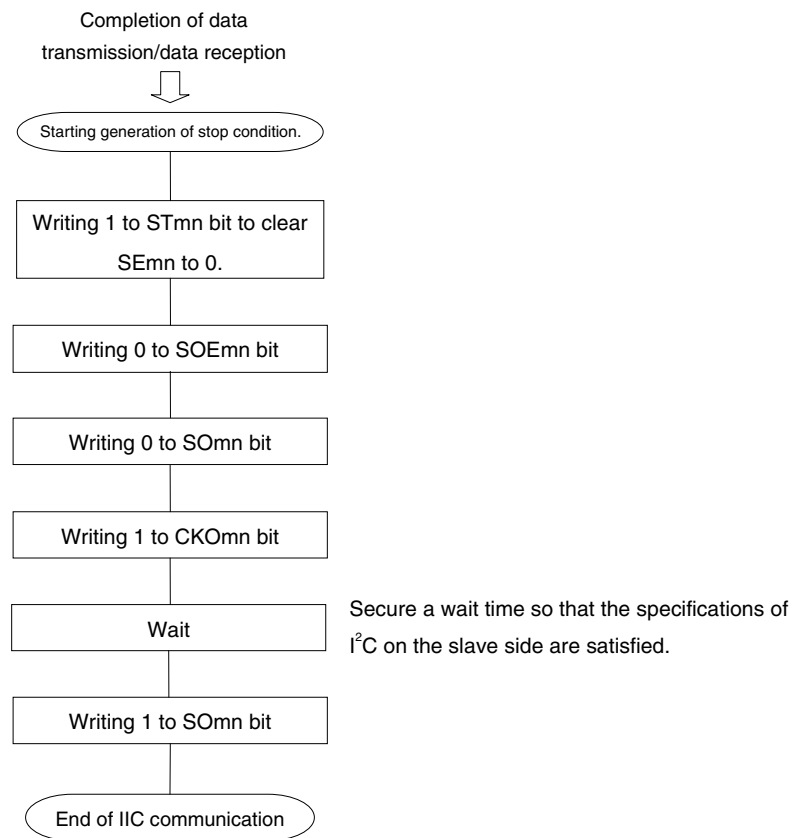 Completion of data
transmission/data reception
Starting generation of stop condition.
Writing 1 to STmn bit to clear
SEmn to 0.
Writing 0 to SOEmn bit
Writing 0 to SOmn bit
Writing 1 to CKOmn bit
Wait
Secure a wait time so that the specifications of
I²C on the slave side are satisfied.
Writing 1 to SOmn bit
End of IIC communication